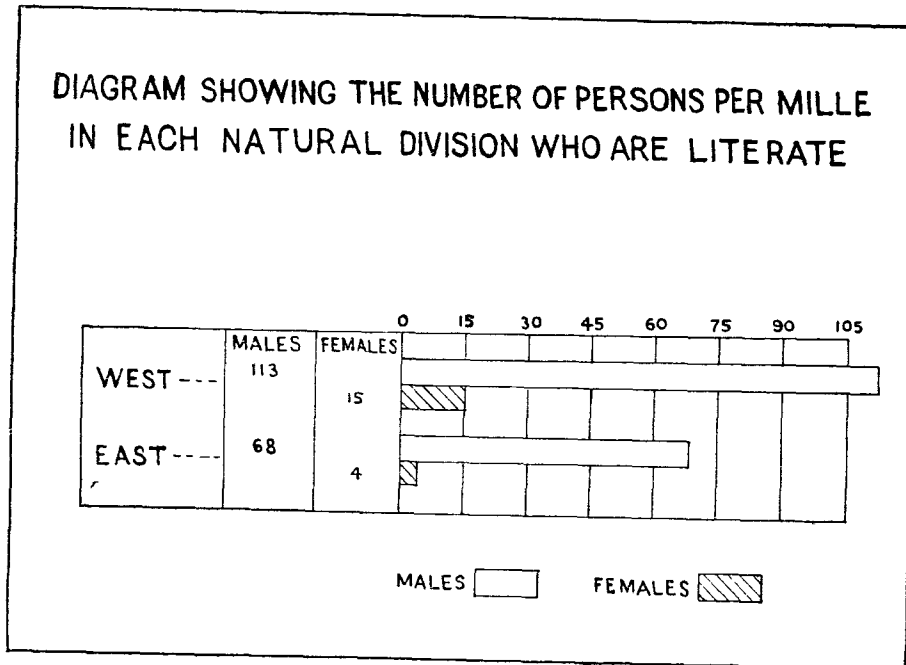 DIAGRAM SHOWING THE NUMBER OF PERSONS PER MILLE
IN EACH NATURAL DIVISION WHO ARE LITERATE
0 15 30 45 60 75 90 105
MALES FEMALES
WEST---- 113
15
EAST----- 68
4
MALES FEMALES